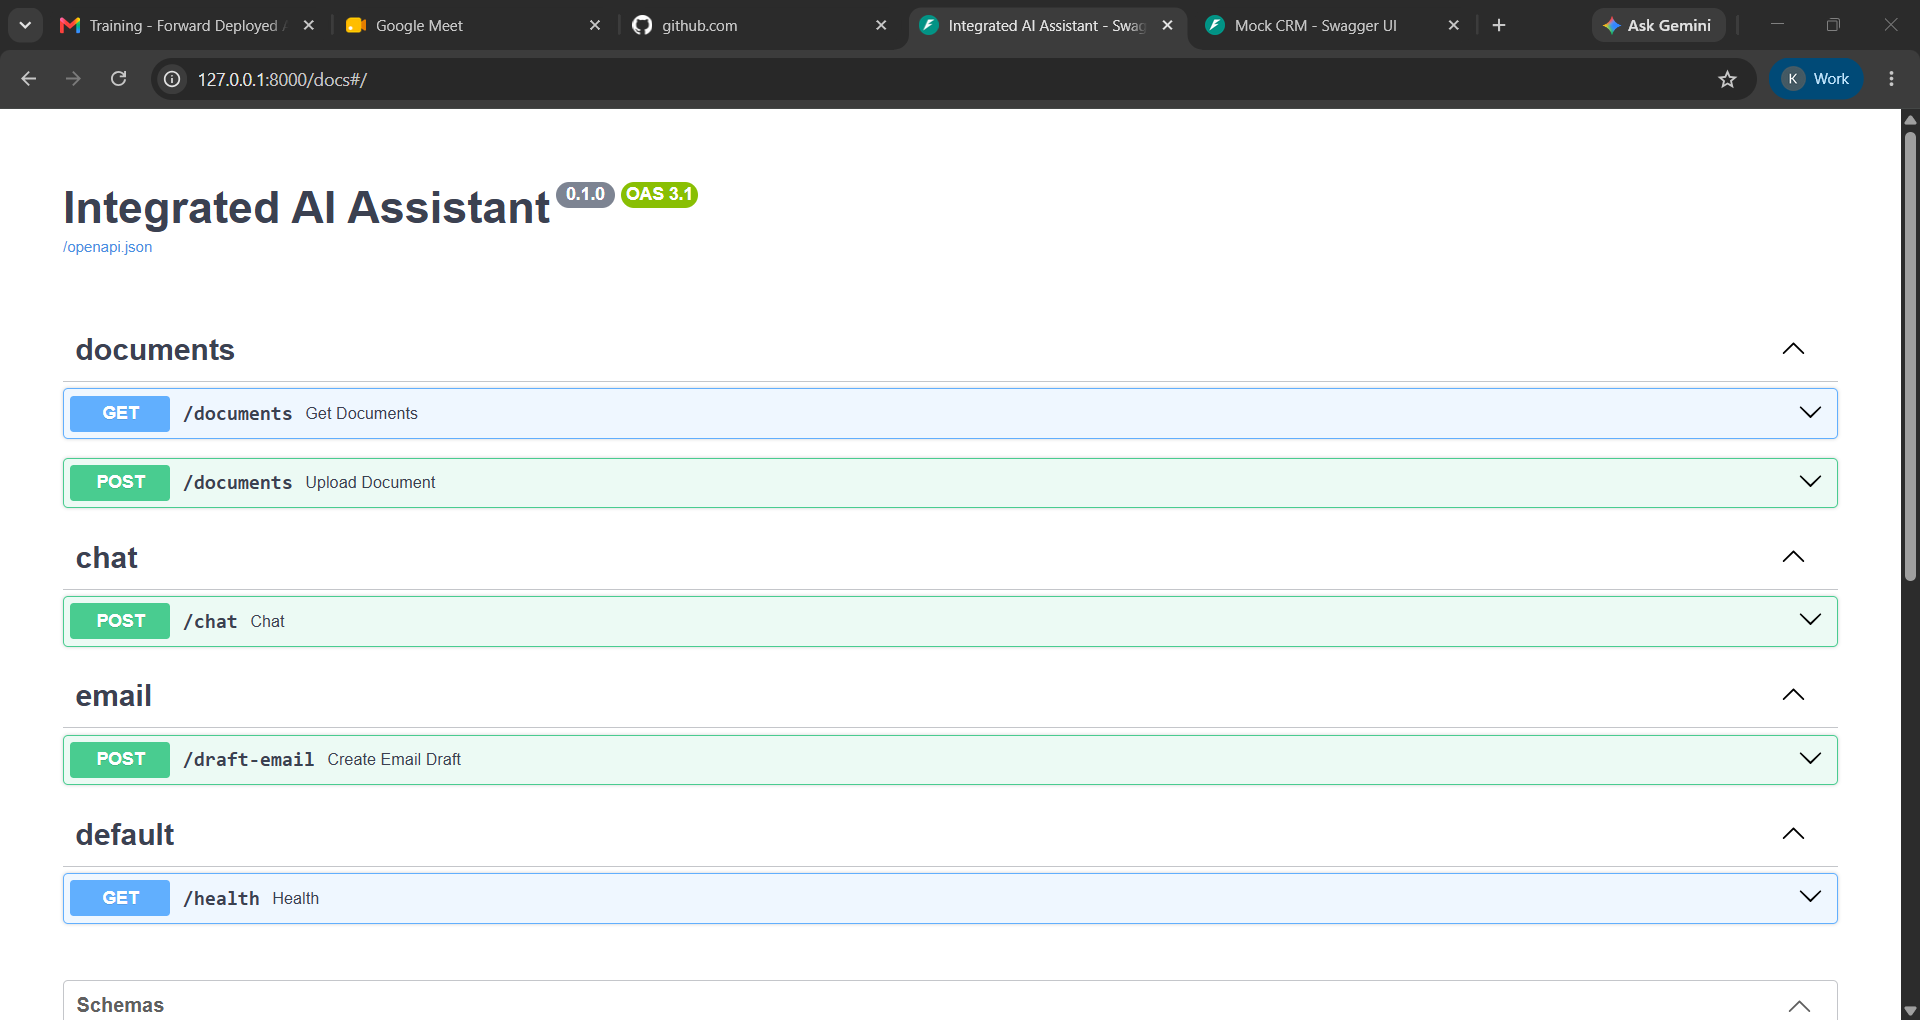 Training - Forward Deployed
Google Meet
github.com
Integrated AI Assistant - Swag
Mock CRM - Swagger UI
Ask Gemini
127.0.0.1:8000/docs#/
K
Work
Integrated AI Assistant
0.1.0
OAS 3.1
/openapi.json
documents
GET /documents Get Documents
POST /documents Upload Document
chat
POST /chat Chat
email
POST /draft-email Create Email Draft
default
GET /health Health
Schemas